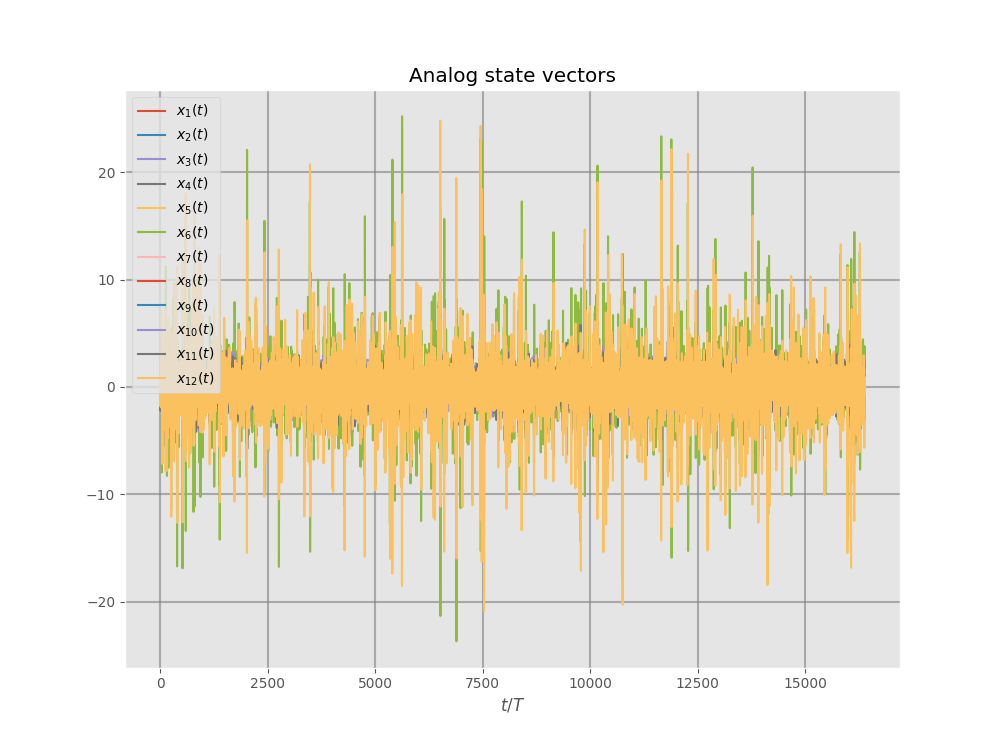 Analog state vectors
x₁(t)
x₂(t)
x₃(t)
x₄(t)
x₅(t)
x₆(t)
x₇(t)
x₈(t)
x₉(t)
x₁₀(t)
x₁₁(t)
x₁₂(t)
20
10
0
−10
−20
0 2500 5000 7500 10000 12500 15000
t/T